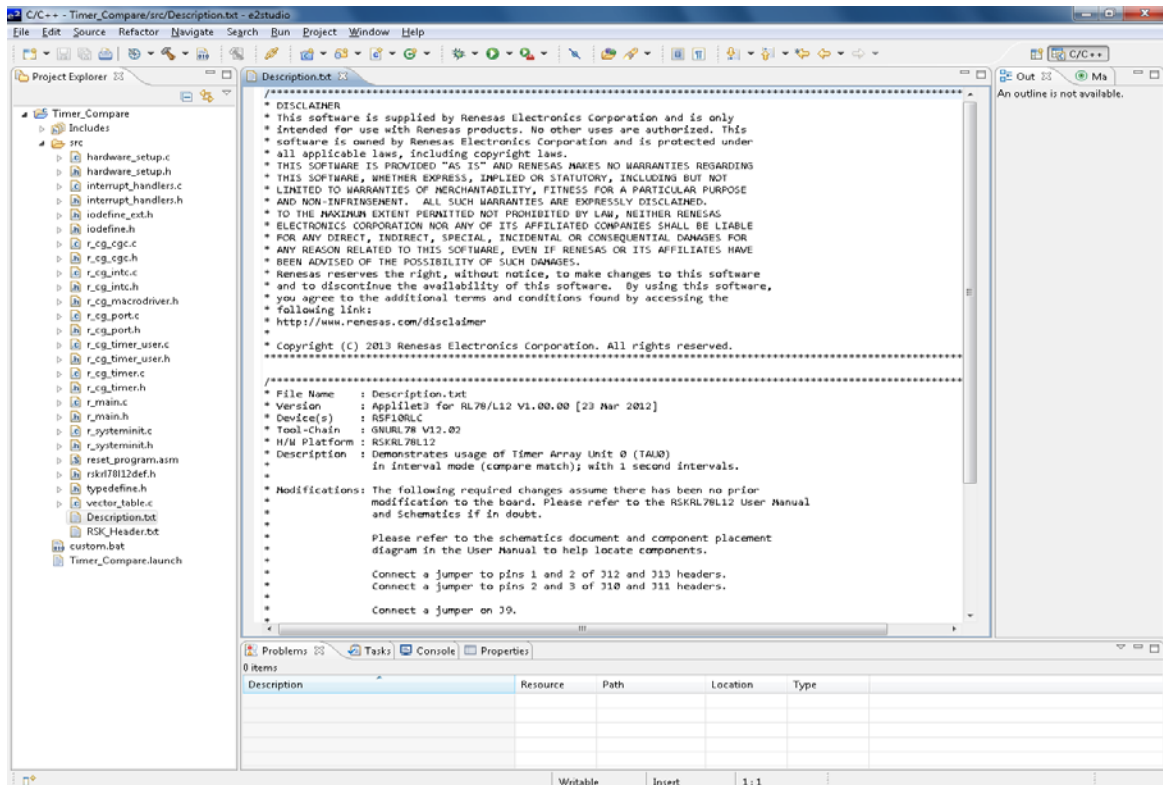 C/C++ - Timer_Compare/src/Description.txt - e2studio
File Edit Source Refactor Navigate Search Run Project Window Help
C/C++
Project Explorer
Timer_Compare
Includes
src
hardware_setup.c
hardware_setup.h
interrupt_handlers.c
interrupt_handlers.h
iodefine_ext.h
iodefine.h
r_cg_cgc.c
r_cg_cgc.h
r_cg_intc.c
r_cg_intc.h
r_cg_macrodriver.h
r_cg_port.c
r_cg_port.h
r_cg_timer_user.c
r_cg_timer_user.h
r_cg_timer.c
r_cg_timer.h
r_main.c
r_main.h
r_systeminit.c
r_systeminit.h
reset_program.asm
rskrl78l12def.h
typedefine.h
vector_table.c
Description.txt
RSK_Header.txt
custom.bat
Timer_Compare.launch
Description.txt
* DISCLAIMER
* This software is supplied by Renesas Electronics Corporation and is only
* intended for use with Renesas products. No other uses are authorized. This
* software is owned by Renesas Electronics Corporation and is protected under
* all applicable laws, including copyright laws.
* THIS SOFTWARE IS PROVIDED "AS IS" AND RENESAS MAKES NO WARRANTIES REGARDING
* THIS SOFTWARE, WHETHER EXPRESS, IMPLIED OR STATUTORY, INCLUDING BUT NOT
* LIMITED TO WARRANTIES OF MERCHANTABILITY, FITNESS FOR A PARTICULAR PURPOSE
* AND NON-INFRINGEMENT. ALL SUCH WARRANTIES ARE EXPRESSLY DISCLAIMED.
* TO THE MAXIMUM EXTENT PERMITTED NOT PROHIBITED BY LAW, NEITHER RENESAS
* ELECTRONICS CORPORATION NOR ANY OF ITS AFFILIATED COMPANIES SHALL BE LIABLE
* FOR ANY DIRECT, INDIRECT, SPECIAL, INCIDENTAL OR CONSEQUENTIAL DAMAGES FOR
* ANY REASON RELATED TO THIS SOFTWARE, EVEN IF RENESAS OR ITS AFFILIATES HAVE
* BEEN ADVISED OF THE POSSIBILITY OF SUCH DAMAGES.
* Renesas reserves the right, without notice, to make changes to this software
* and to discontinue the availability of this software. By using this software,
* you agree to the additional terms and conditions found by accessing the
* following link:
* http://www.renesas.com/disclaimer
*
* Copyright (C) 2013 Renesas Electronics Corporation. All rights reserved.
* File Name : Description.txt
* Version : Applilet3 for RL78/L12 V1.00.00 [23 Mar 2012]
* Device(s) : R5F10RLC
* Tool-Chain : GNURL78 V12.02
* H/W Platform : RSKRL78L12
* Description : Demonstrates usage of Timer Array Unit 0 (TAU0)
* in interval mode (compare match); with 1 second intervals.
*
* Modifications: The following required changes assume there has been no prior
* modification to the board. Please refer to the RSKRL78L12 User Manual
* and Schematics if in doubt.
*
* Please refer to the schematics document and component placement
* diagram in the User Manual to help locate components.
*
* Connect a jumper to pins 1 and 2 of J12 and J13 headers.
* Connect a jumper to pins 2 and 3 of J10 and J11 headers.
*
* Connect a jumper on J9.
*
Out Ma
An outline is not available.
Problems Tasks Console Properties
0 items
Description Resource Path Location Type
Writable Insert 1 : 1